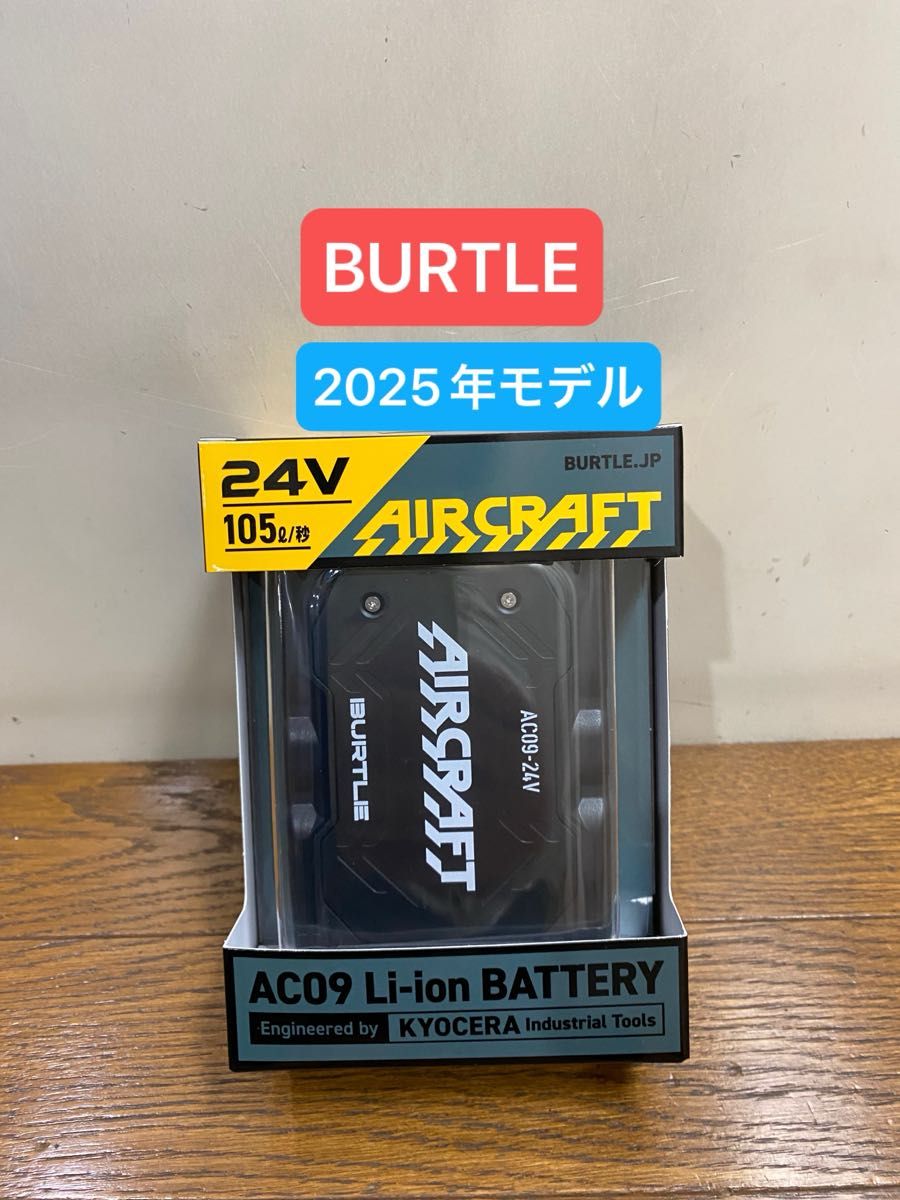 BURTLE
2025年モデル
24V
105ℓ/秒
BURTLE.JP
AIRCRAFT
AIRCRAFT
BURTLE
AC09-24V
AC09 Li-ion BATTERY
Engineered by KYOCERA Industrial Tools